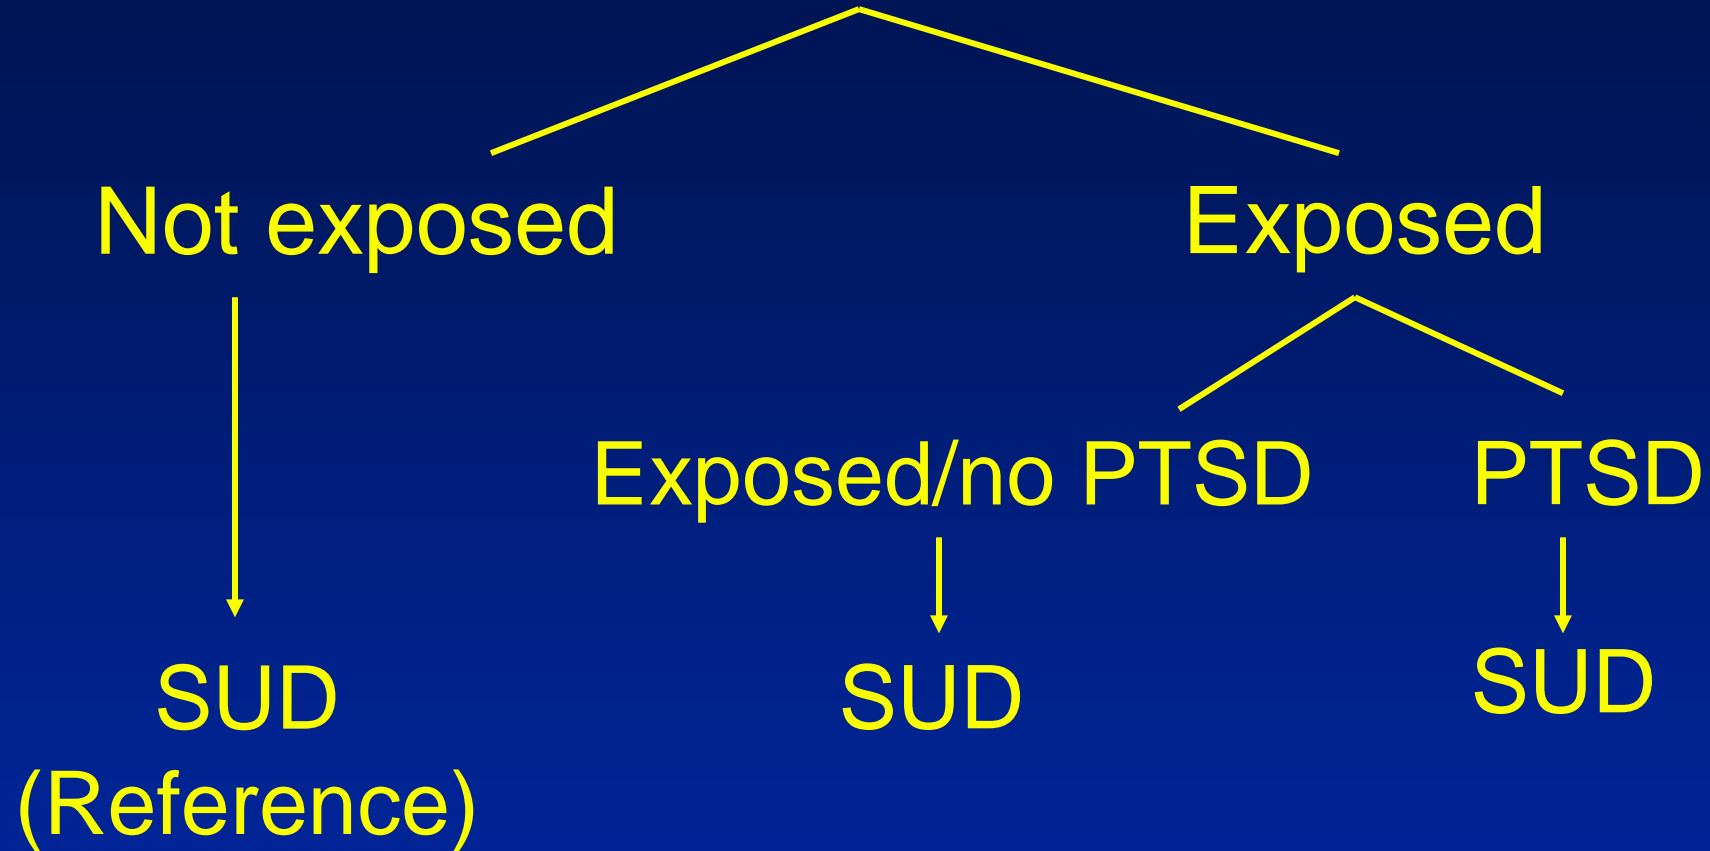 Not exposed
Exposed
Exposed/no PTSD
PTSD
SUD
SUD
SUD
(Reference)